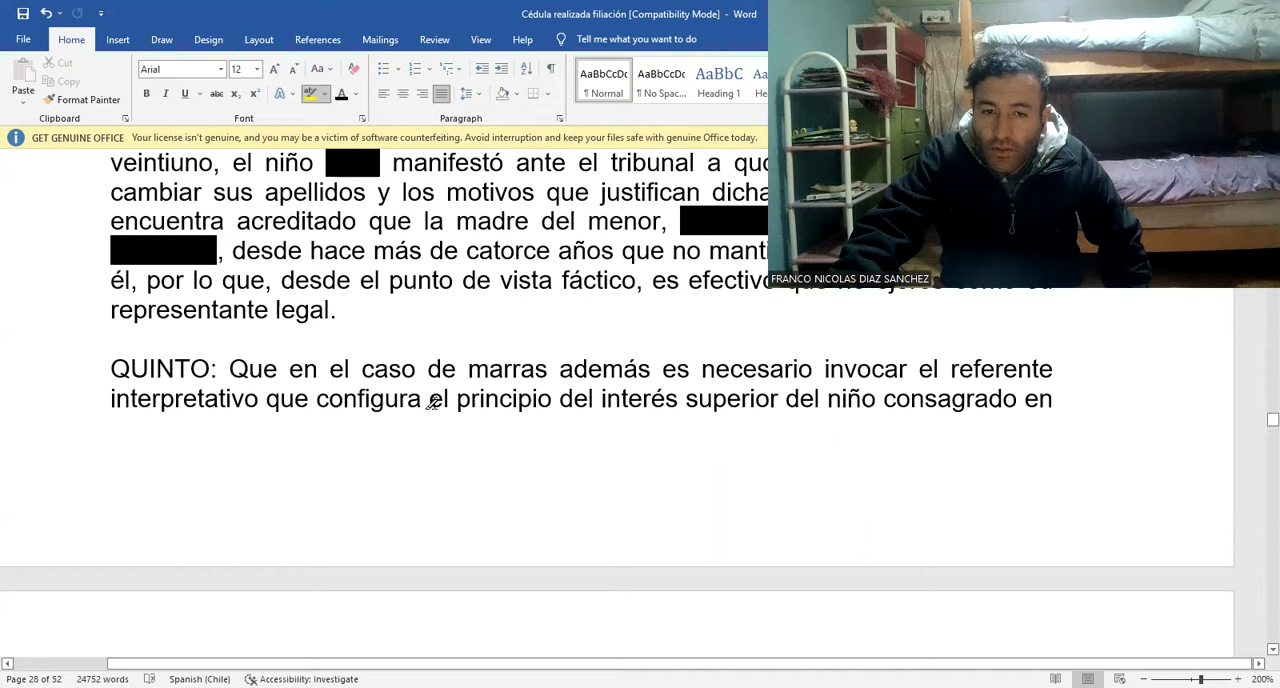 Cédula realizada filiación [Compatibility Mode] - Word
File Home Insert Draw Design Layout References Mailings Review View Help Tell me what you want to do
Cut
Copy
Paste
Format Painter
Arial 12
AaBbCcDc AaBbCcDc AaBbC AaBbC
¶ Normal ¶ No Spac... Heading 1 Hea
Clipboard Font Paragraph
GET GENUINE OFFICE Your license isn't genuine, and you may be a victim of software counterfeiting. Avoid interruption and keep your files safe with genuine Office today.
veintiuno, el niño manifestó ante el tribunal a quo
cambiar sus apellidos y los motivos que justifican dicha
encuentra acreditado que la madre del menor,
, desde hace más de catorce años que no manti
él, por lo que, desde el punto de vista fáctico, es efectivo que no ejerce como su
representante legal.
FRANCO NICOLAS DIAZ SANCHEZ
QUINTO: Que en el caso de marras además es necesario invocar el referente
interpretativo que configura el principio del interés superior del niño consagrado en
Page 28 of 52 24752 words Spanish (Chile) Accessibility: Investigate 200%